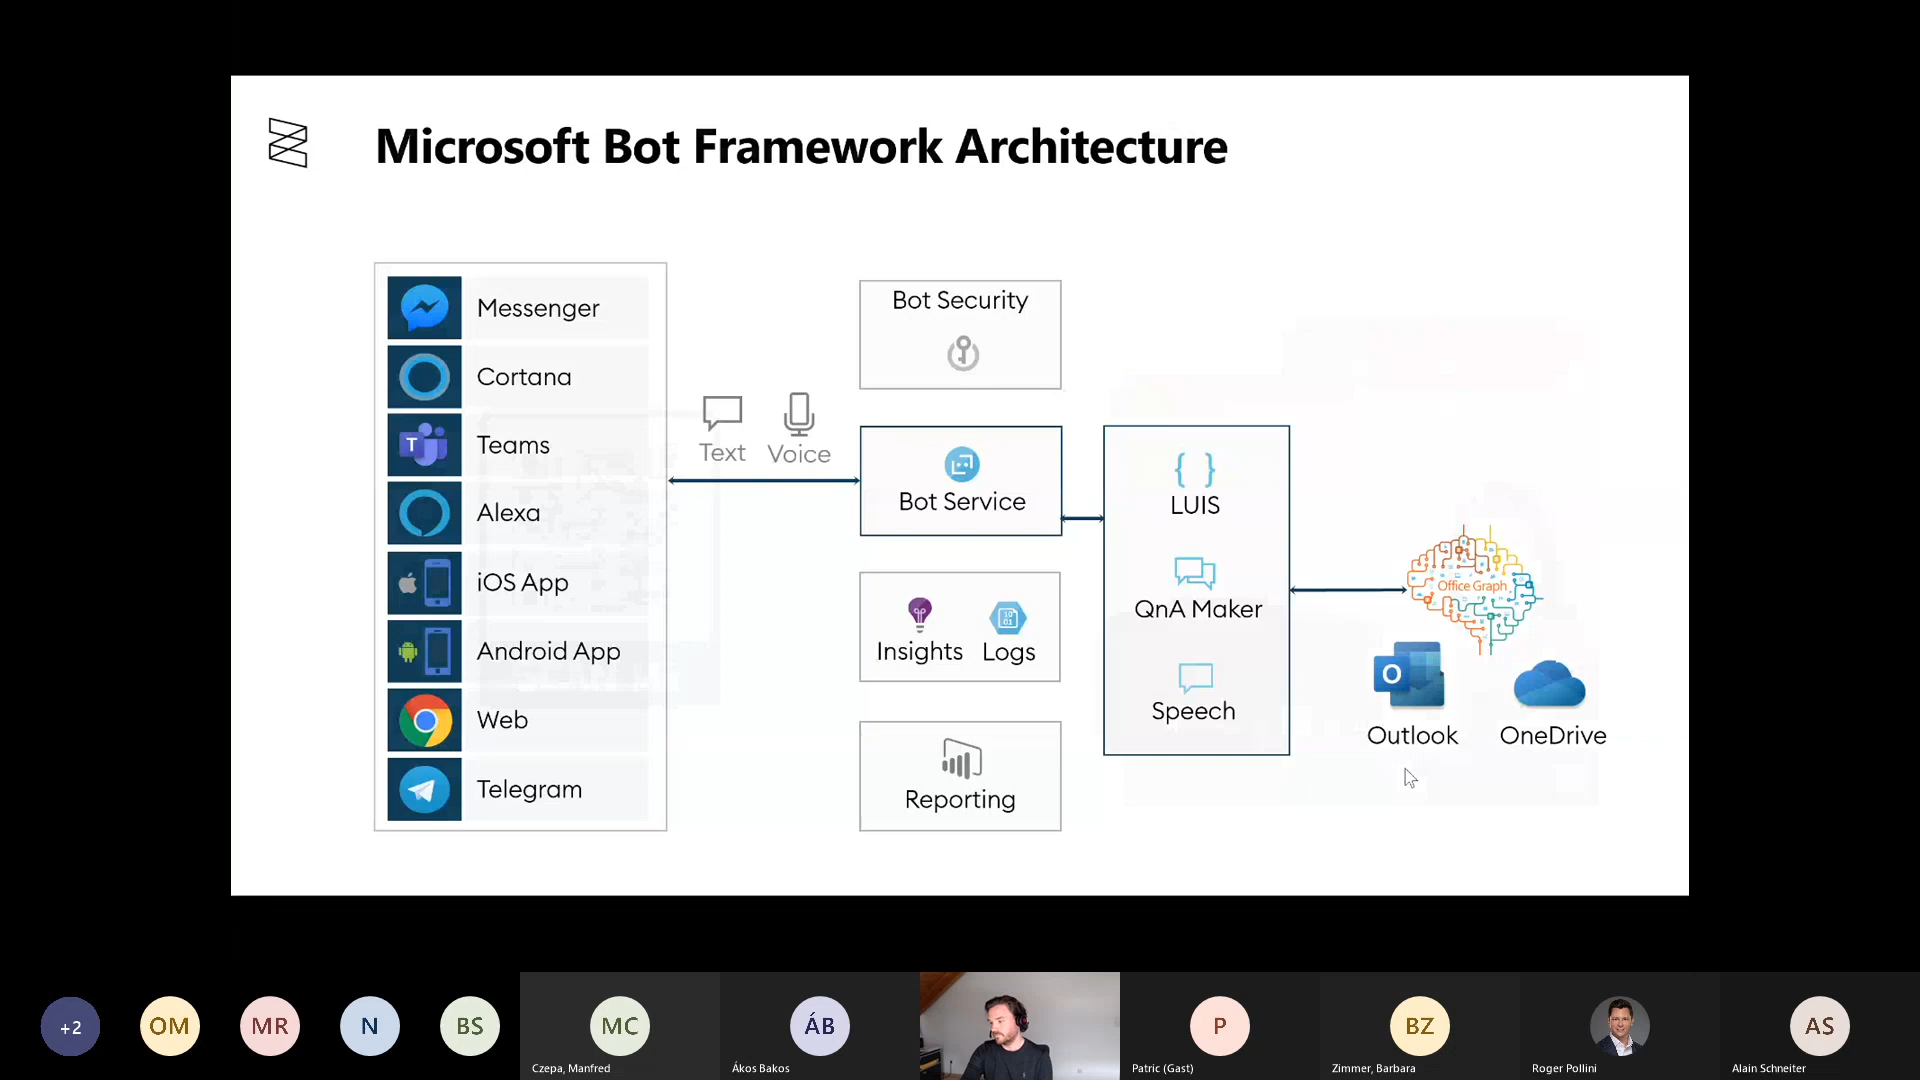 Microsoft Bot Framework Architecture
Messenger
Cortana
Teams
Alexa
iOS App
Android App
Web
Telegram
Text
Voice
Bot Security
Bot Service
Insights
Logs
Reporting
{ }
LUIS
QnA Maker
Speech
Office Graph
Outlook
OneDrive
+2
OM
MR
N
BS
MC
Czepa, Manfred
ÁB
Ákos Bakos
P
Patric (Gast)
BZ
Zimmer, Barbara
Roger Pollini
AS
Alain Schneiter